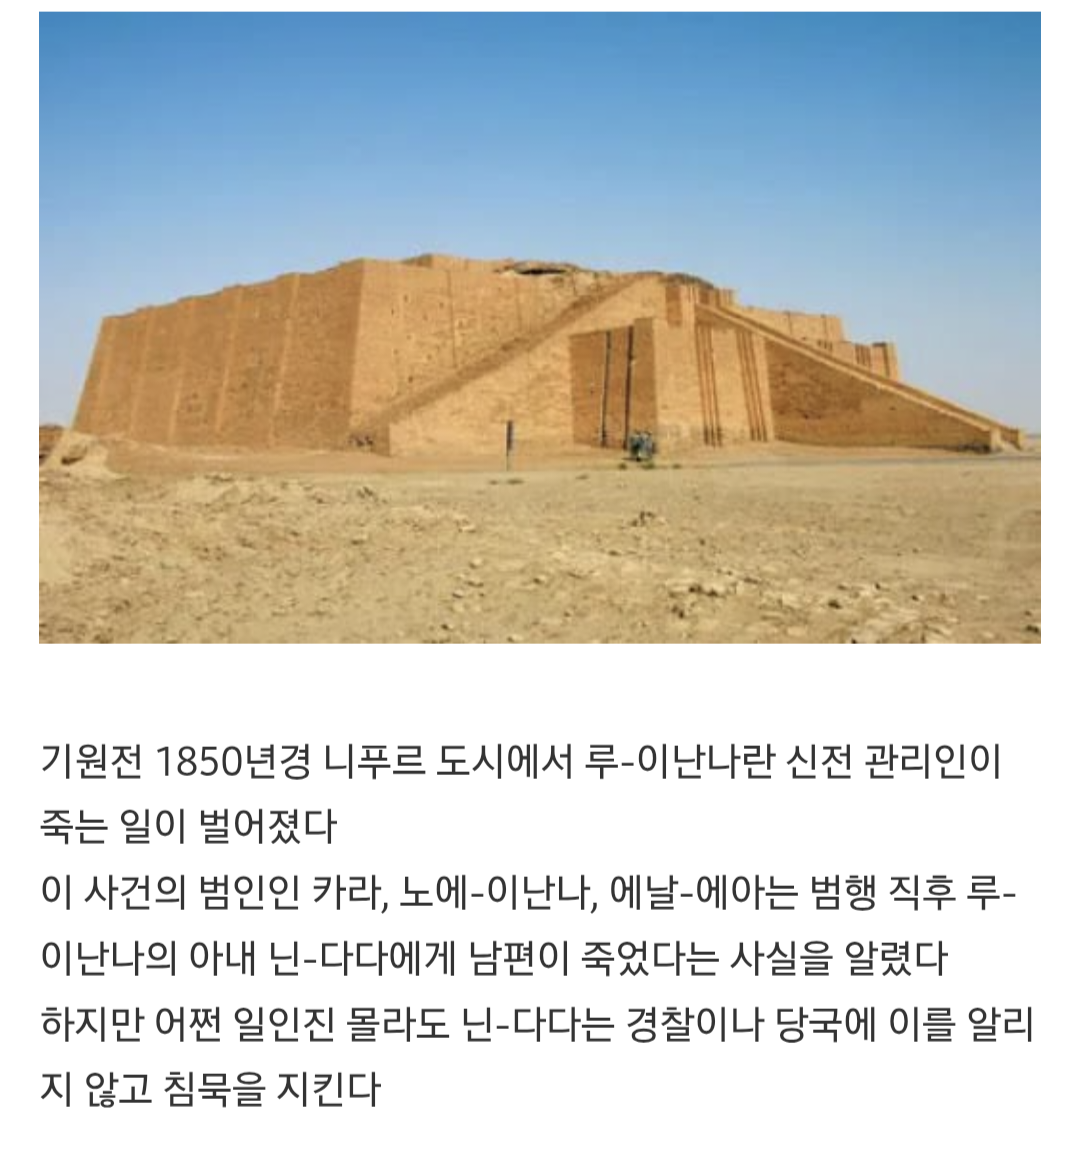 기원전 1850년경 니푸르 도시에서 루-이난나란 신전 관리인이
죽는 일이 벌어졌다
이 사건의 범인인 카라, 노에-이난나, 에날-에아는 범행 직후 루-
이난나의 아내 닌-다다에게 남편이 죽었다는 사실을 알렸다
하지만 어쩐 일인진 몰라도 닌-다다는 경찰이나 당국에 이를 알리
지 않고 침묵을 지킨다